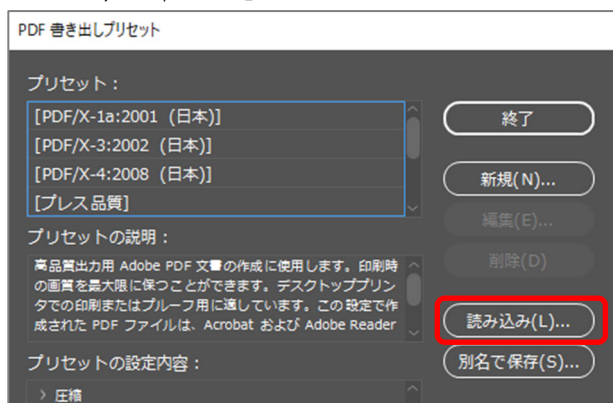 PDF 書き出しプリセット
プリセット：
[PDF/X-1a:2001 (日本)]
[PDF/X-3:2002 (日本)]
[PDF/X-4:2008 (日本)]
[プレス品質]
プリセットの説明：
高品質出力用 Adobe PDF 文書の作成に使用します。印刷時
の画質を最大限に保つことができます。デスクトッププリン
タでの印刷またはプルーフ用に適しています。この設定で作
成された PDF ファイルは、Acrobat および Adobe Reader
プリセットの設定内容：
圧縮
終了
新規(N)...
編集(E)...
削除(D)
読み込み(L)...
別名で保存(S)...